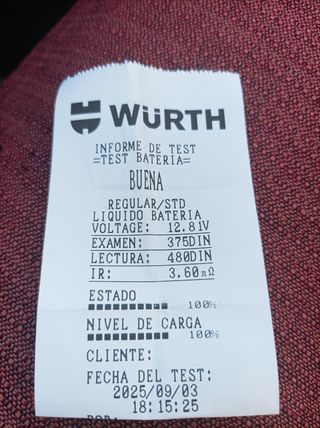 WÜRTH
INFORME DE TEST
=TEST BATERIA=
BUENA
REGULAR/STD
LIQUIDO BATERIA
VOLTAGE: 12.81V
EXAMEN: 375DIN
LECTURA: 480DIN
IR: 3.60mΩ
ESTADO
100%
NIVEL DE CARGA
100%
CLIENTE:
FECHA DEL TEST:
2025/09/03
18:15:25